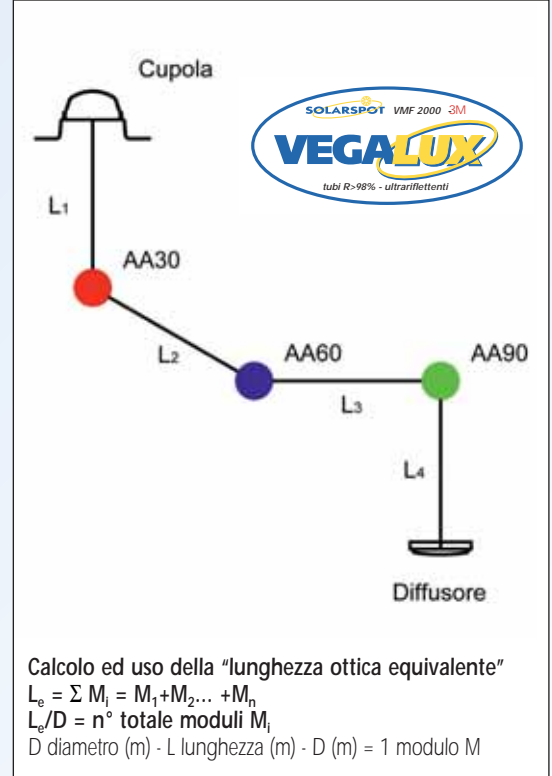 Cupola
SOLARSPOT VMF 2000 3M
VEGALUX
tubi R>98% - ultrariflettenti
L1
AA30
L2
AA60
AA90
L3
L4
Diffusore
Calcolo ed uso della "lunghezza ottica equivalente"
Le = Σ Mi = M1+M2... +Mn
Le/D = n° totale moduli Mi
D diametro (m) - L lunghezza (m) - D (m) = 1 modulo M